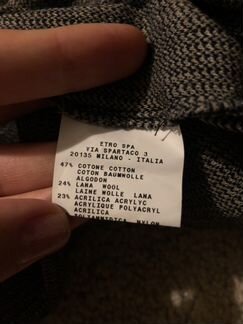 ETRO SPA
VIA SPARTACO 3
20135 MILANO - ITALIA
47% COTONE COTTON
COTON BAUMWOLLE
ALGODON
24% LANA WOOL
LAINE WOLLE LANA
23% ACRILICA ACRYLYC
ACRYLIQUE POLYACRYL
ACRILICA
NYLON